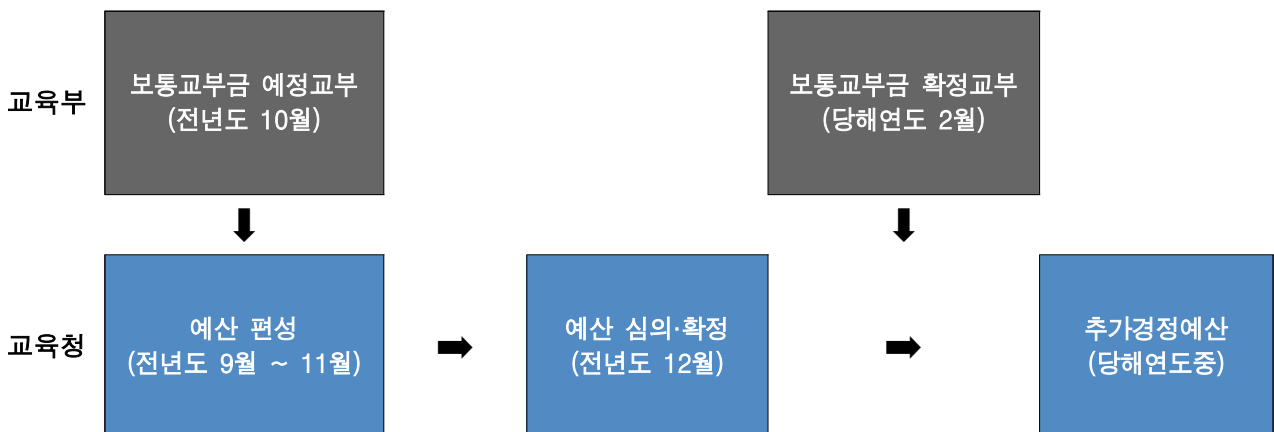 교육부
보통교부금 예정교부
(전년도 10월)
보통교부금 확정교부
(당해연도 2월)
교육청
예산 편성
(전년도 9월 ~ 11월)
예산 심의·확정
(전년도 12월)
추가경정예산
(당해연도중)